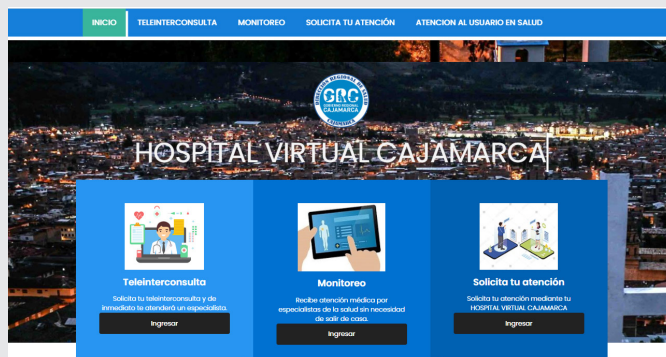 INICIO TELEINTERCONSULTA MONITOREO SOLICITA TU ATENCIÓN ATENCION AL USUARIO EN SALUD
GRC
GOBIERNO REGIONAL
CAJAMARCA
CAJAMARCA
HOSPITAL VIRTUAL CAJAMARCA
Teleinterconsulta
Solicita tu teleinterconsulta y de
inmediato te atenderá un especialista.
Ingresar
Monitoreo
Recibe atención médica por
especialistas de la salud sin necesidad
de salir de casa.
Ingresar
Solicita tu atención
Solicita tu atención mediante tu
HOSPITAL VIRTUAL CAJAMARCA
Ingresar